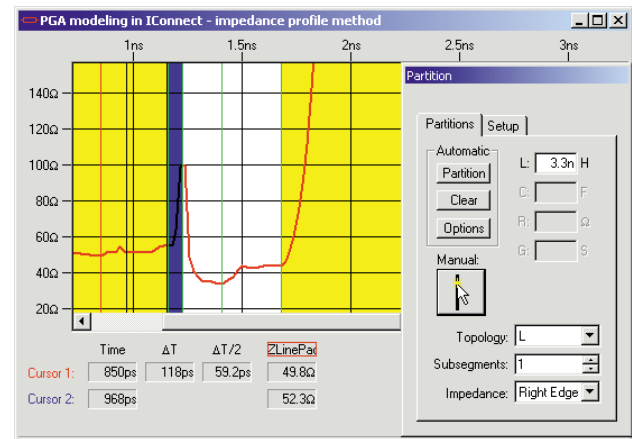 PGA modeling in IConnect - impedance profile method
1ns 1.5ns 2ns 2.5ns 3ns
140Ω
120Ω
100Ω
80Ω
60Ω
40Ω
20Ω
Partition
Partitions Setup
Automatic
Partition
Clear
Options
L: 3.3n H
C: F
R: Ω
G: S
Manual:
Topology: L
Subsegments: 1
Impedance: Right Edge
Time ΔT ΔT/2 ZLinePad
Cursor 1: 850ps 118ps 59.2ps 49.8Ω
Cursor 2: 968ps 52.3Ω